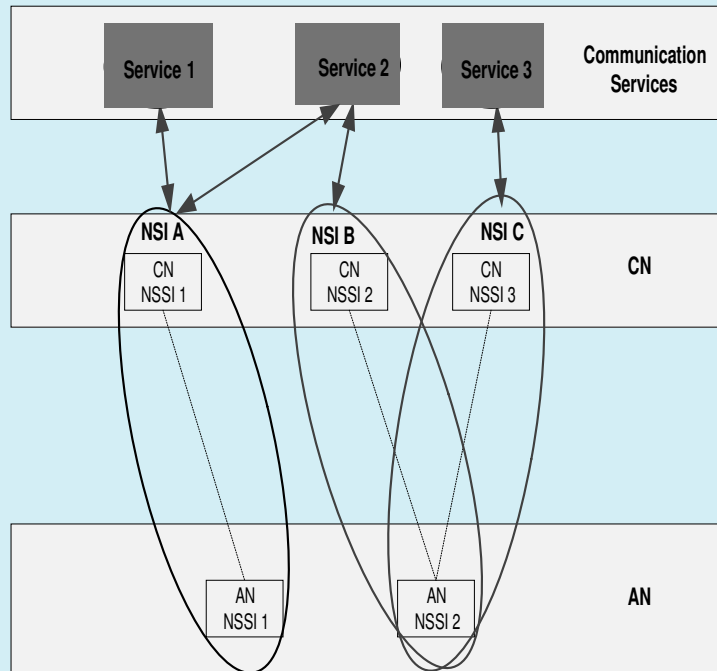 Service 1
Service 2
Service 3
Communication
Services
NSI A
NSI B
NSI C
CN
NSSI 1
CN
NSSI 2
CN
NSSI 3
CN
AN
NSSI 1
AN
NSSI 2
AN